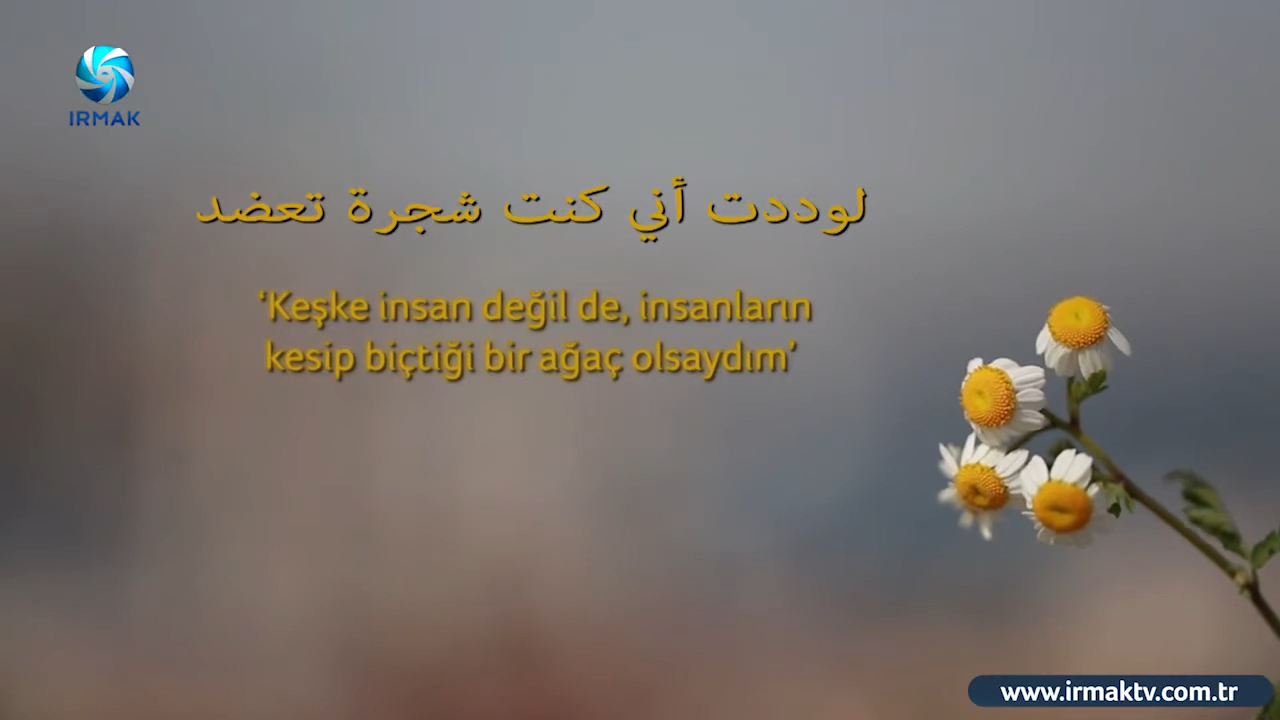 IRMAK
لوددت أني كنت شجرة تعضد
‘Keşke insan değil de, insanların
kesip biçtiği bir ağaç olsaydım’
www.irmaktv.com.tr